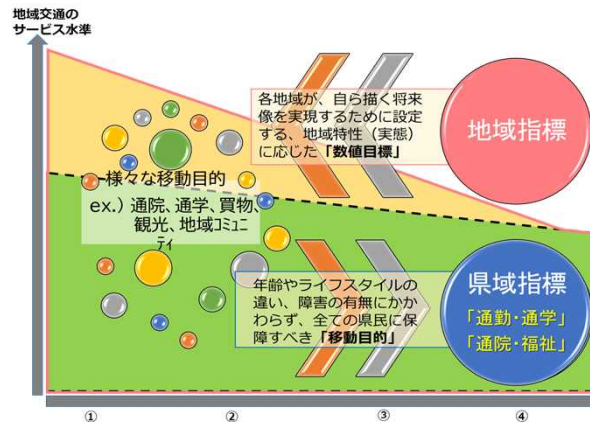 地域交通の
サービス水準
各地域が、自ら描く将来
像を実現するために設定
する、地域特性（実態）
に応じた「数値目標」
地域指標
様々な移動目的
ex.）通院、通学、買物、
観光、地域ｺﾐｭﾆ
ﾃｨ
年齢やライフスタイルの
違い、障害の有無にかか
わらず、全ての県民に保
障すべき「移動目的」
県域指標
「通勤・通学」
「通院・福祉」
① ② ③ ④